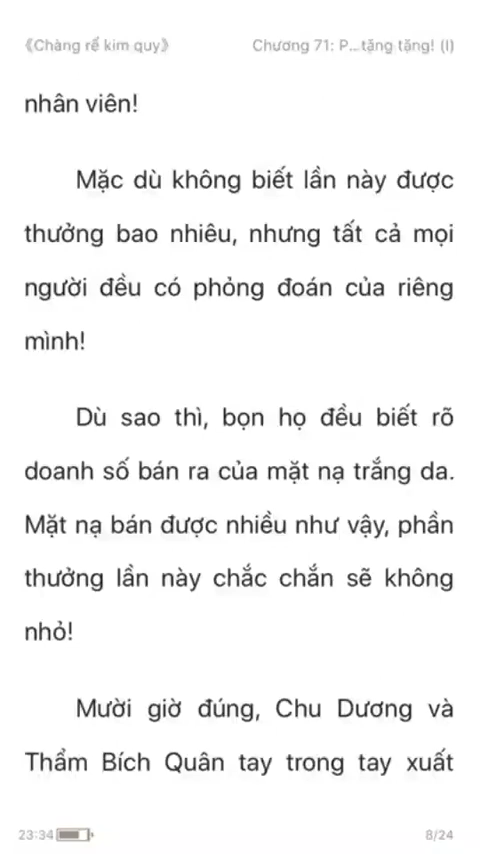 《Chàng rể kim quy》 Chương 71: P...tặng tặng! (I)
nhân viên!
Mặc dù không biết lần này được
thưởng bao nhiêu, nhưng tất cả mọi
người đều có phỏng đoán của riêng
mình!
Dù sao thì, bọn họ đều biết rõ
doanh số bán ra của mặt nạ trắng da.
Mặt nạ bán được nhiều như vậy, phần
thưởng lần này chắc chắn sẽ không
nhỏ!
Mười giờ đúng, Chu Dương và
Thẩm Bích Quân tay trong tay xuất
23:34 8/24